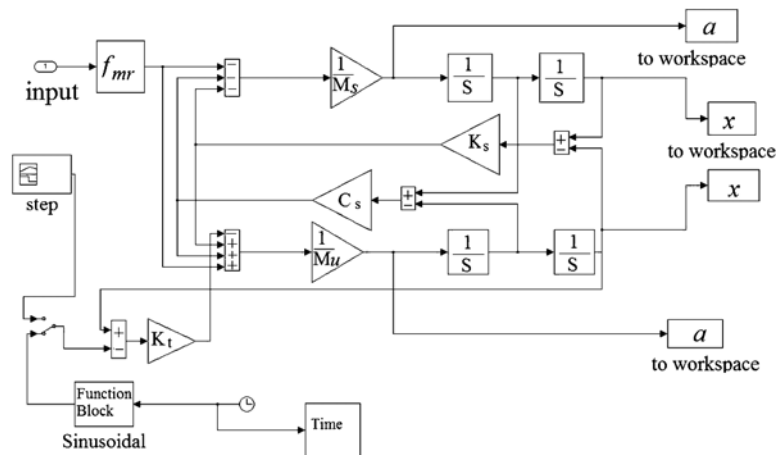 1
input
f_mr
−
−
−
1
M_s
1
S
1
S
a
to workspace
x
to workspace
K_s
+
−
step
C_s
+
−
x
−
+
+
+
1
Mu
1
S
1
S
+
−
K_t
a
to workspace
Function
Block
Sinusoidal
Time